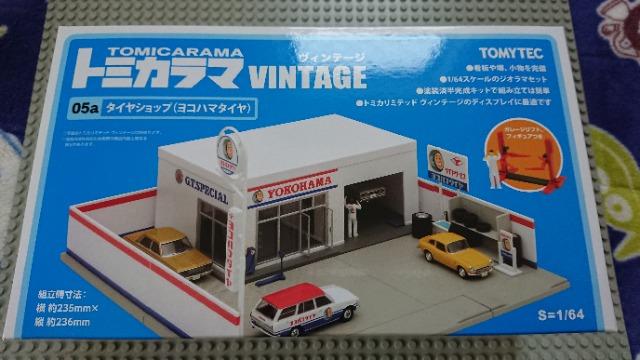 TOMICARAMA
トミカラマ
ヴィンテージ
VINTAGE
TOMYTEC
05a タイヤショップ(ヨコハマタイヤ)
●看板や塀、小物を完備
●1/64スケールのジオラマセット
●塗装済半完成キットで組み立ては簡単
●トミカリミテッド ヴィンテージのディスプレイに最適です
ガレージリフト、
フィギュアつき
G.T.SPECIAL
YOKOHAMA
ヨコハマタイヤ
組立時寸法:
横 約235mm×
縦 約236mm
S=1/64